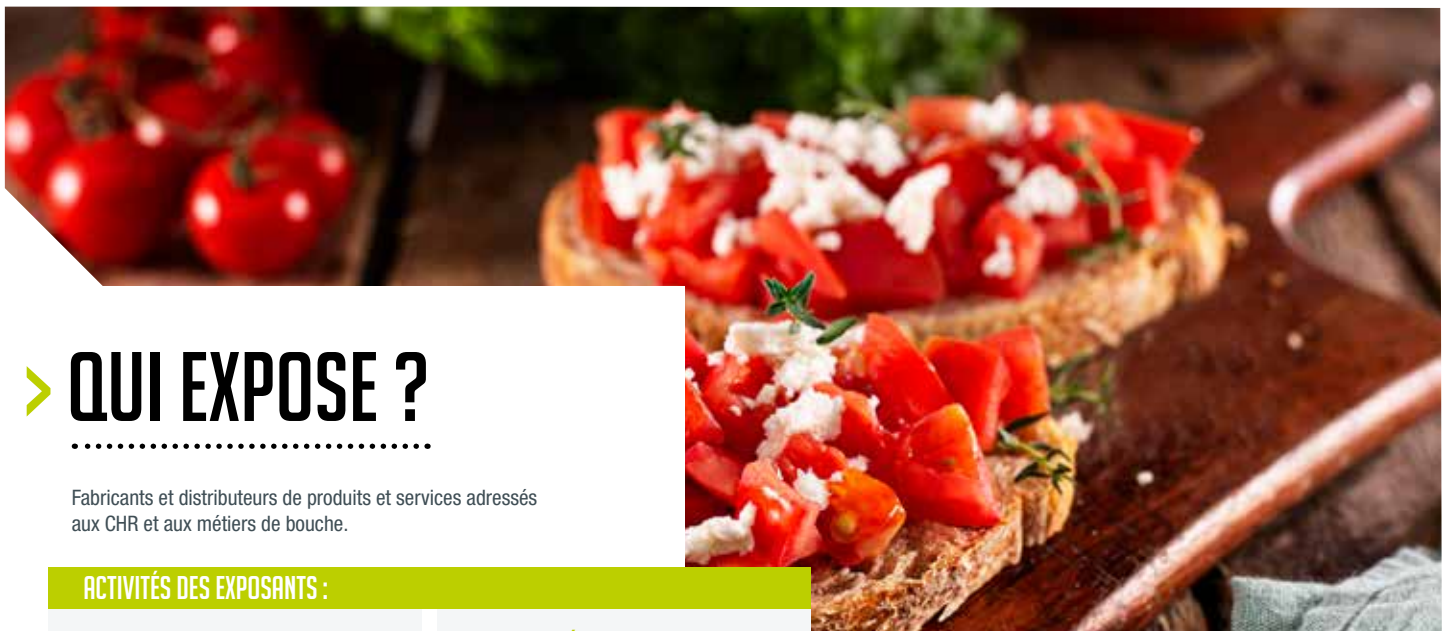 > QUI EXPOSE ?
Fabricants et distributeurs de produits et services adressés
aux CHR et aux métiers de bouche.
ACTIVITÉS DES EXPOSANTS :